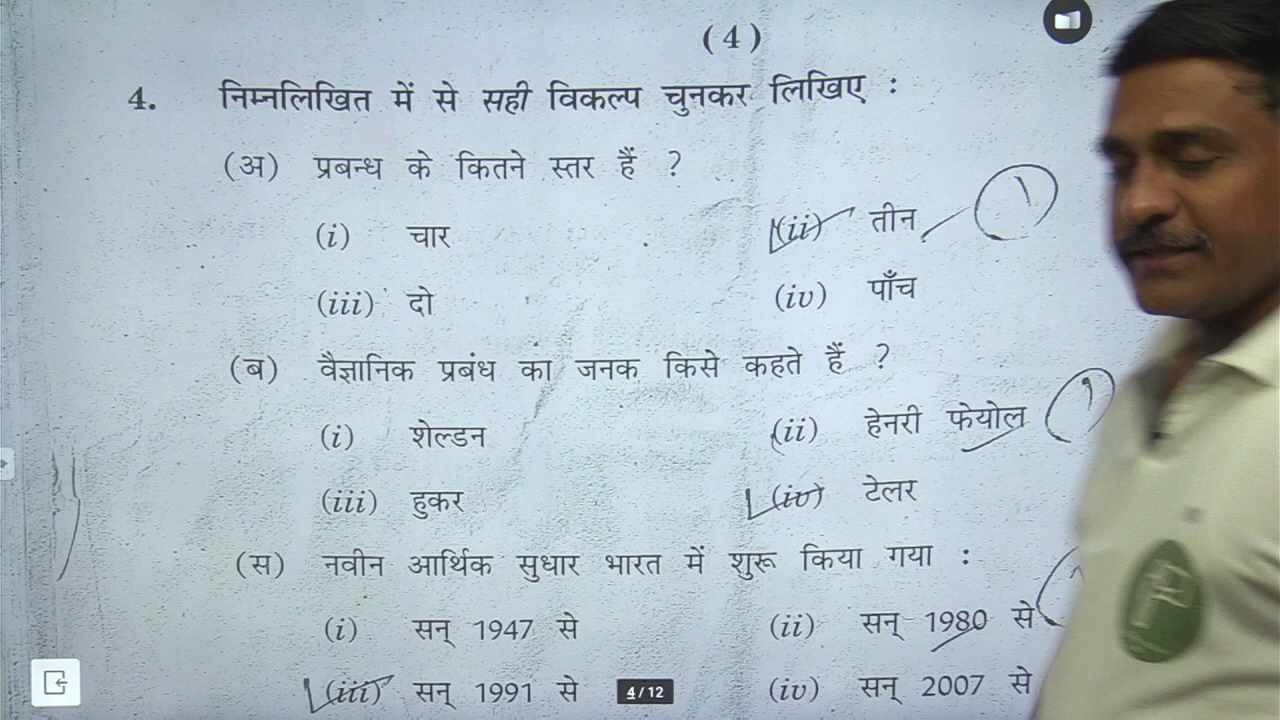 (4)
4. निम्नलिखित में से सही विकल्प चुनकर लिखिए :
(अ) प्रबन्ध के कितने स्तर हैं ?
(i) चार (ii) तीन 1
(iii) दो (iv) पाँच
(ब) वैज्ञानिक प्रबंध का जनक किसे कहते हैं ?
(i) शेल्डन (ii) हेनरी फेयोल 1
(iii) हुकर (iv) टेलर
(स) नवीन आर्थिक सुधार भारत में शुरू किया गया :
(i) सन् 1947 से (ii) सन् 1980 से
(iii) सन् 1991 से (iv) सन् 2007 से
4/12